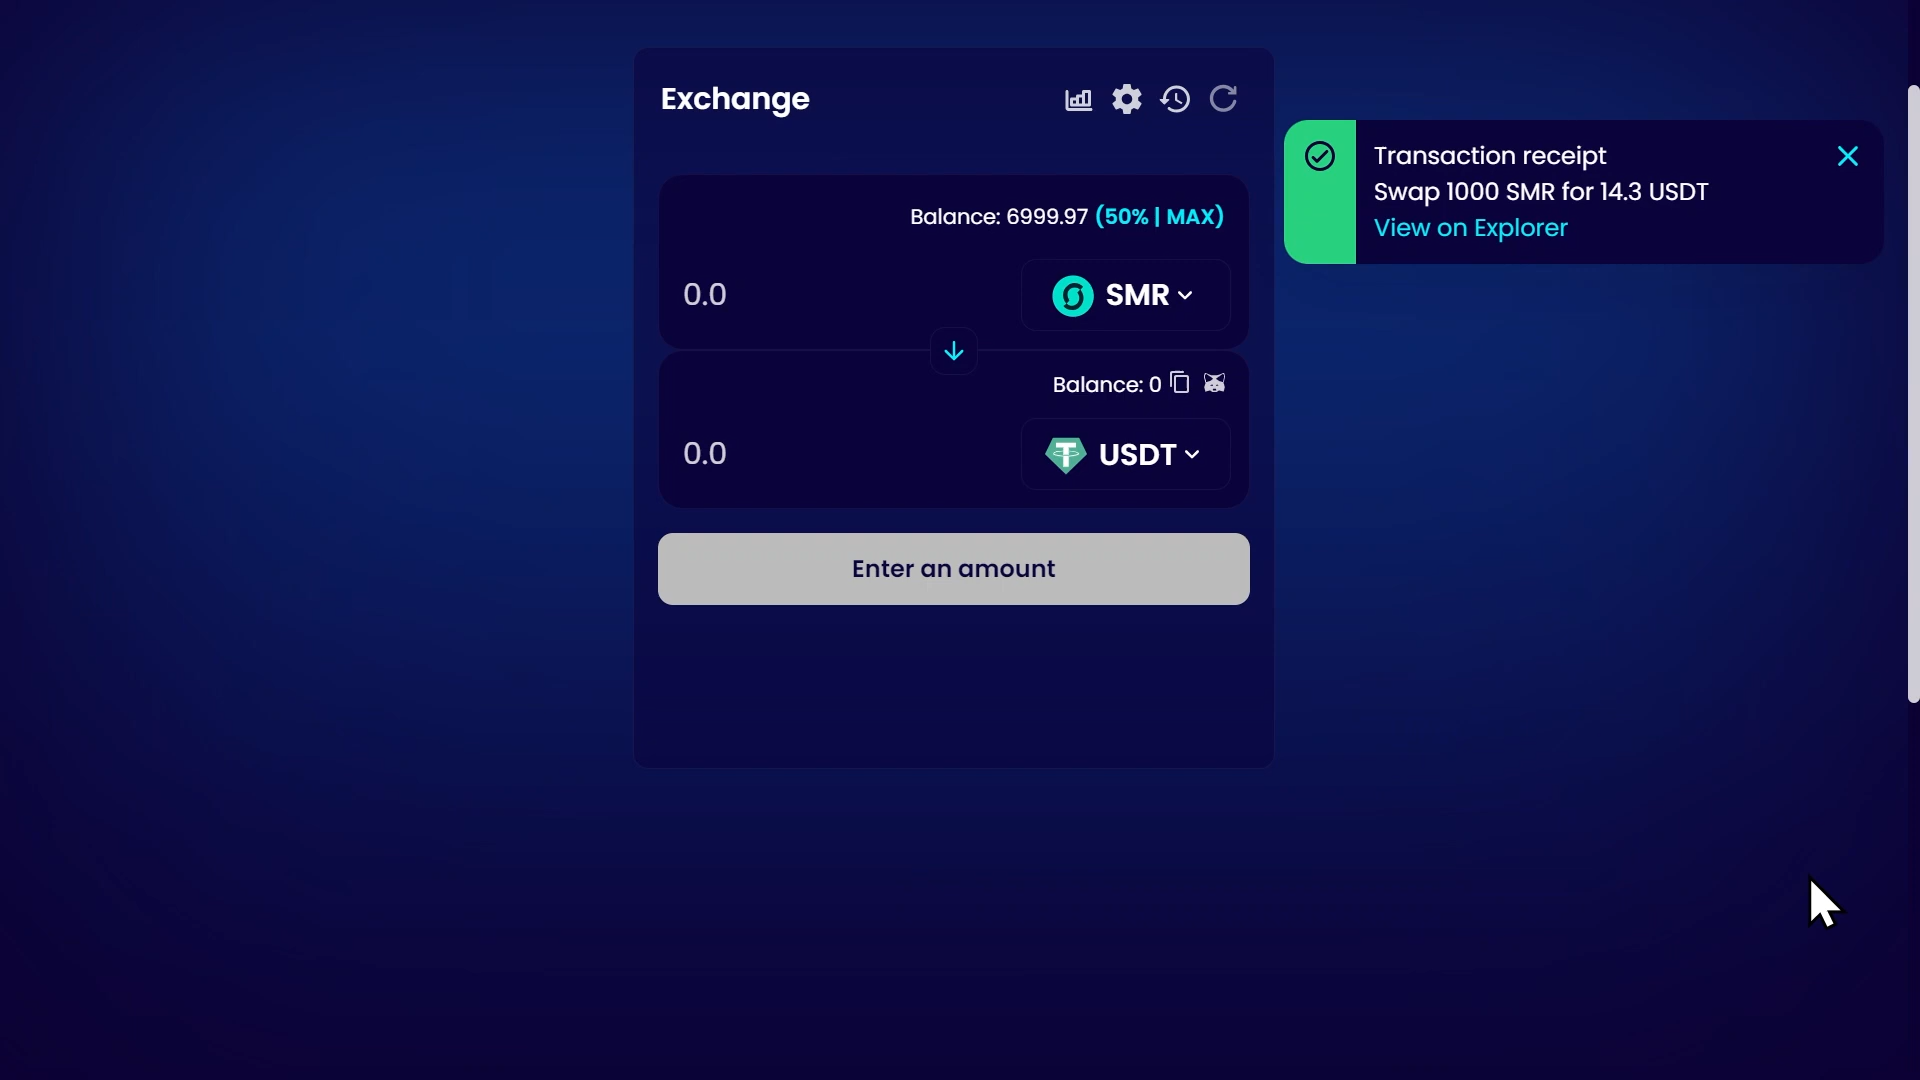 Exchange
Transaction receipt
Swap 1000 SMR for 14.3 USDT
View on Explorer
Balance: 6999.97 (50% | MAX)
0.0
SMR
Balance: 0
0.0
USDT
Enter an amount